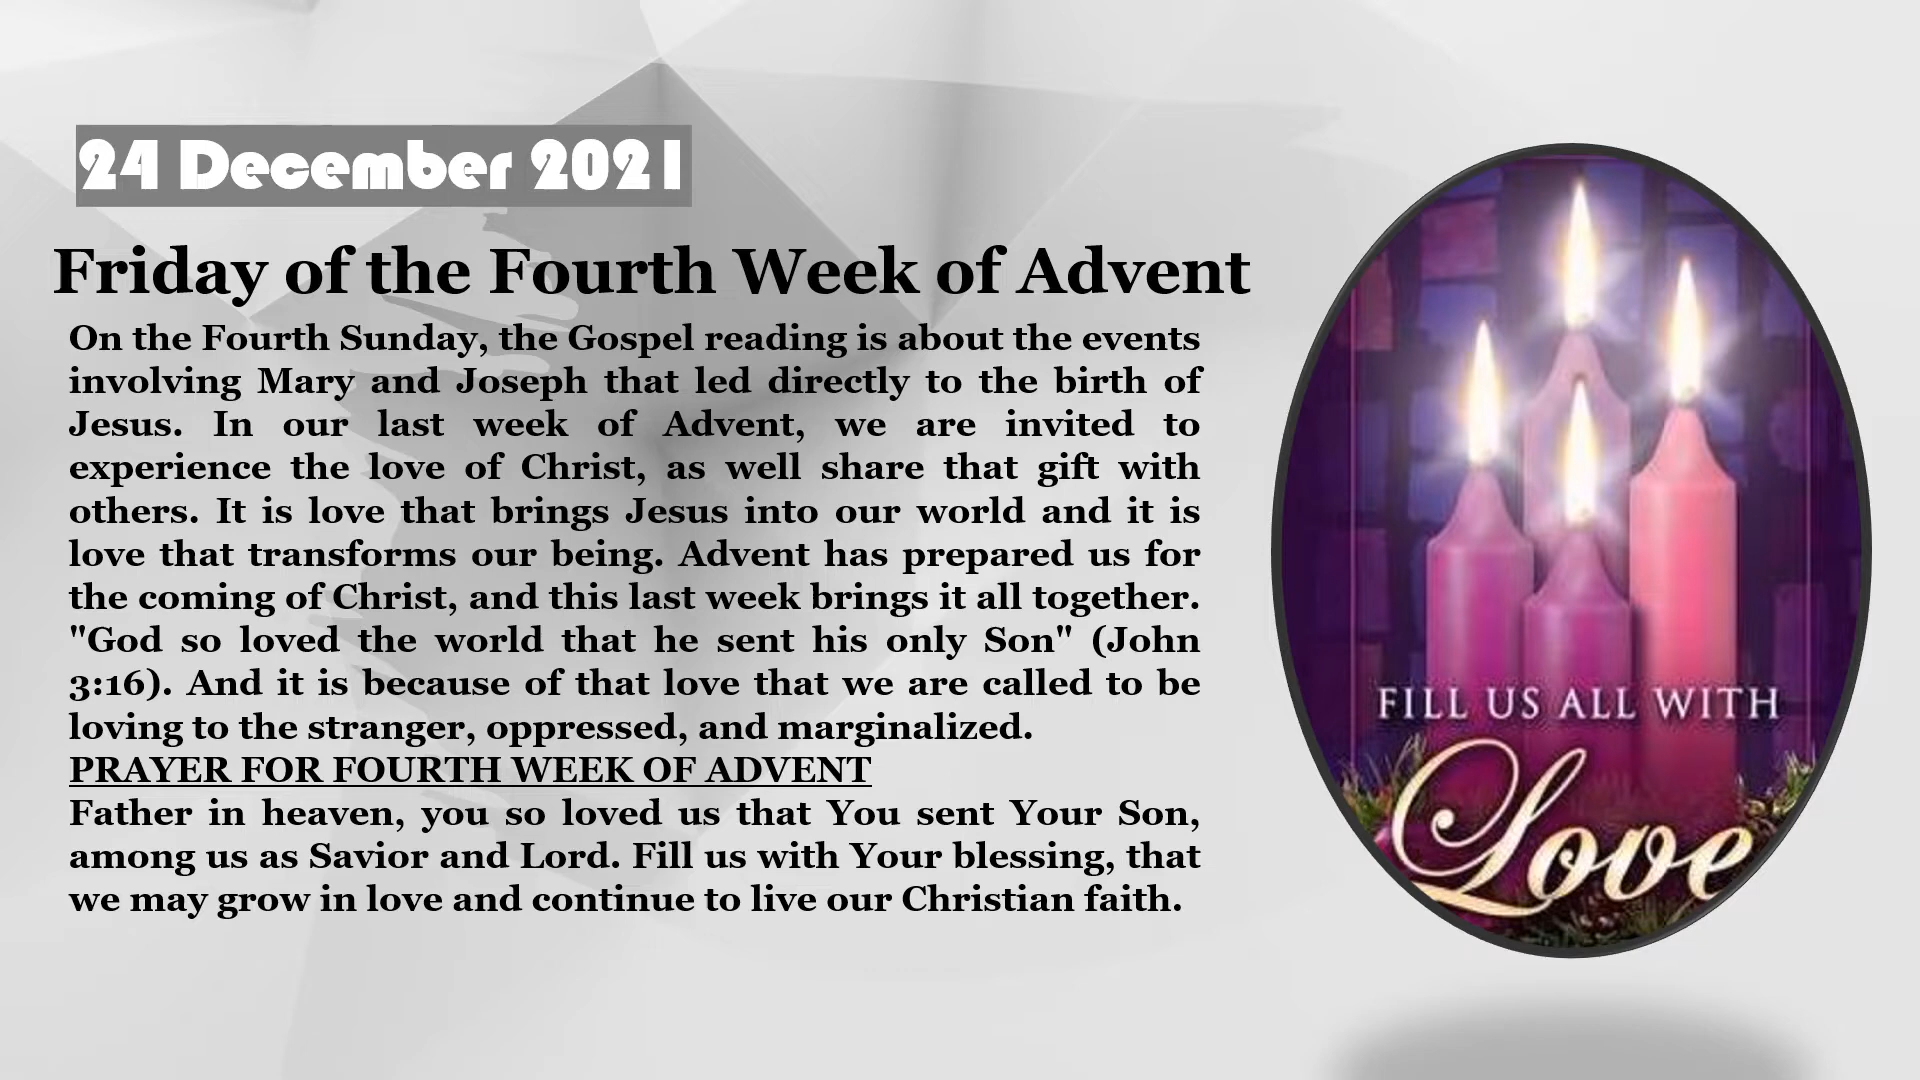 24 December 2021
Friday of the Fourth Week of Advent
On the Fourth Sunday, the Gospel reading is about the events
involving Mary and Joseph that led directly to the birth of
Jesus. In our last week of Advent, we are invited to
experience the love of Christ, as well share that gift with
others. It is love that brings Jesus into our world and it is
love that transforms our being. Advent has prepared us for
the coming of Christ, and this last week brings it all together.
"God so loved the world that he sent his only Son" (John
3:16). And it is because of that love that we are called to be
loving to the stranger, oppressed, and marginalized.
PRAYER FOR FOURTH WEEK OF ADVENT
Father in heaven, you so loved us that You sent Your Son,
among us as Savior and Lord. Fill us with Your blessing, that
we may grow in love and continue to live our Christian faith.
FILL US ALL WITH
Love